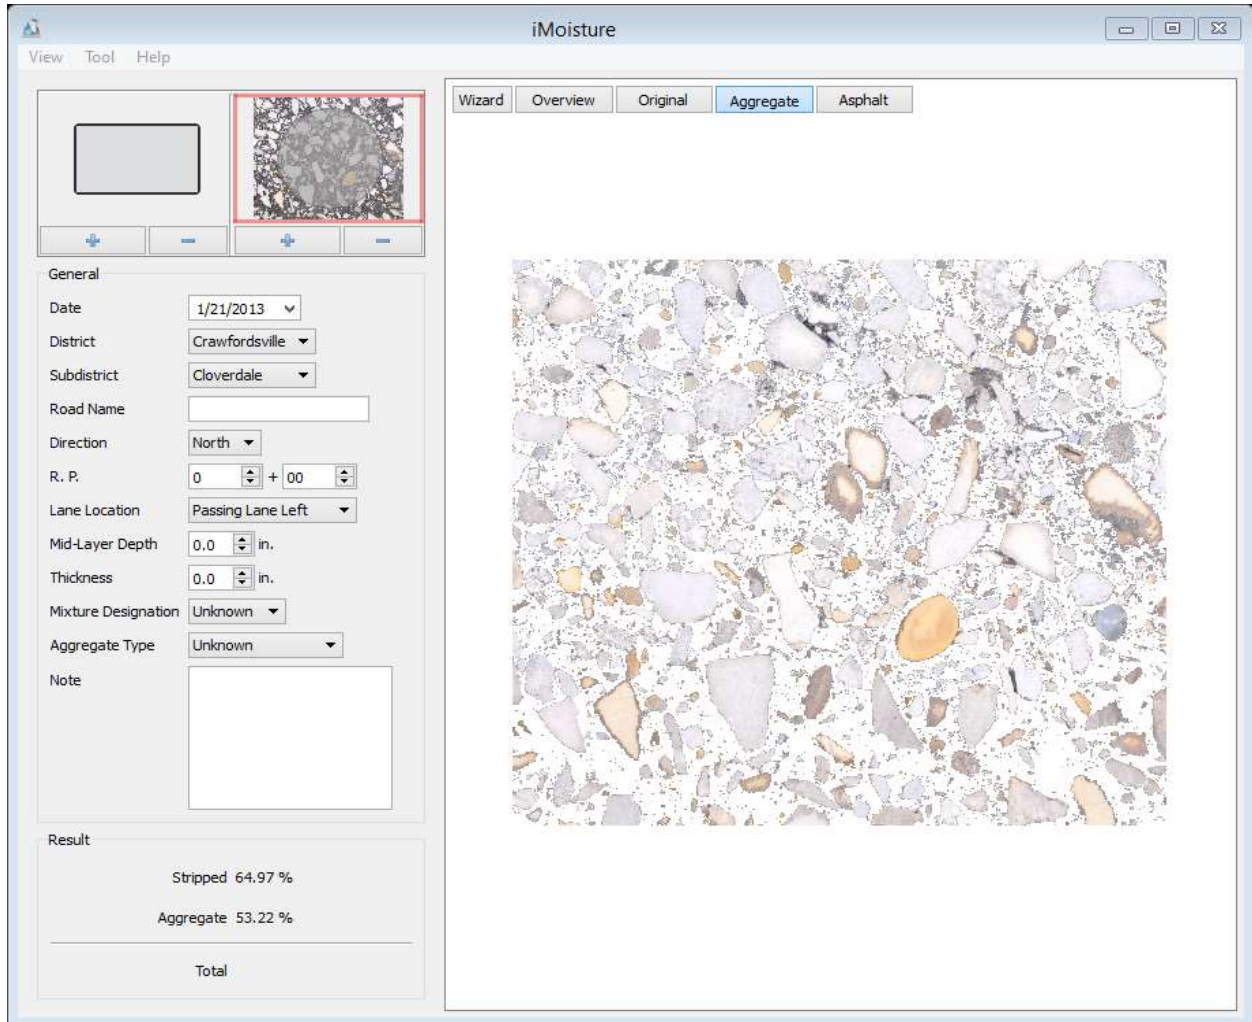 iMoisture
View Tool Help
Wizard Overview Original Aggregate Asphalt
General
Date 1/21/2013
District Crawfordsville
Subdistrict Cloverdale
Road Name
Direction North
R. P. 0 + 00
Lane Location Passing Lane Left
Mid-Layer Depth 0.0 in.
Thickness 0.0 in.
Mixture Designation Unknown
Aggregate Type Unknown
Note
Result
Stripped 64.97 %
Aggregate 53.22 %
Total